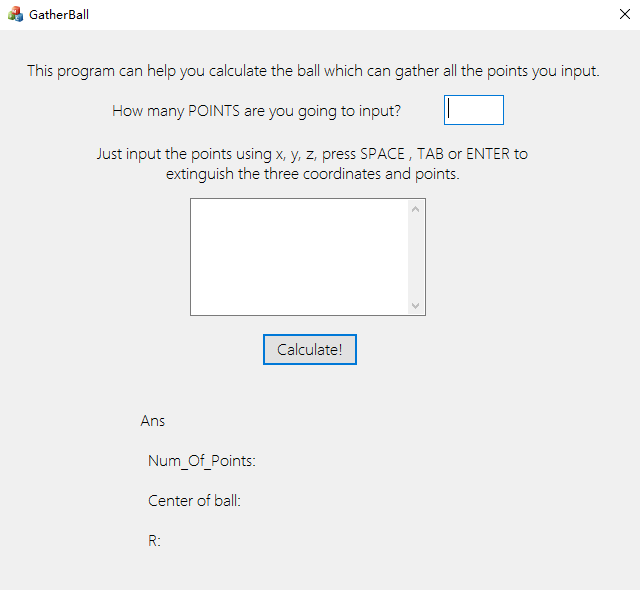 GatherBall
This program can help you calculate the ball which can gather all the points you input.
How many POINTS are you going to input?
Just input the points using x, y, z, press SPACE , TAB or ENTER to
extinguish the three coordinates and points.
Calculate!
Ans
Num_Of_Points:
Center of ball:
R: